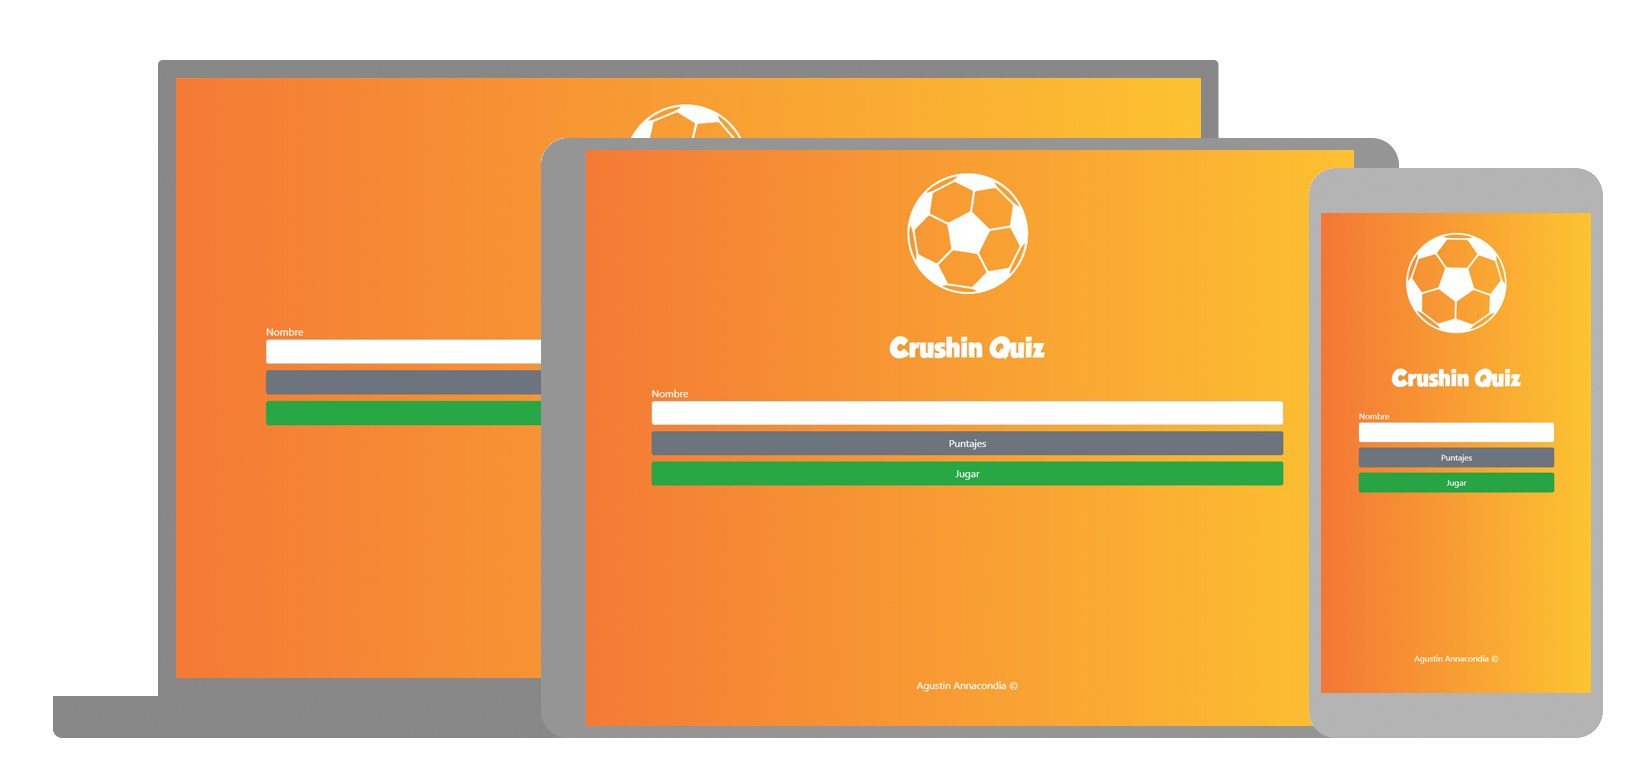 Nombre
Crushin Quiz
Nombre
Puntajes
Jugar
Agustin Annacondia ©
Crushin Quiz
Nombre
Puntajes
Jugar
Agustin Annacondia ©